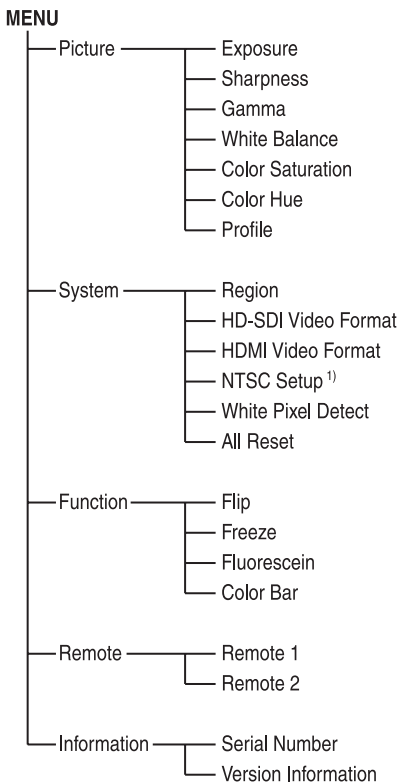 MENU
Picture
Exposure
Sharpness
Gamma
White Balance
Color Saturation
Color Hue
Profile
System
Region
HD-SDI Video Format
HDMI Video Format
NTSC Setup 1)
White Pixel Detect
All Reset
Function
Flip
Freeze
Fluorescein
Color Bar
Remote
Remote 1
Remote 2
Information
Serial Number
Version Information